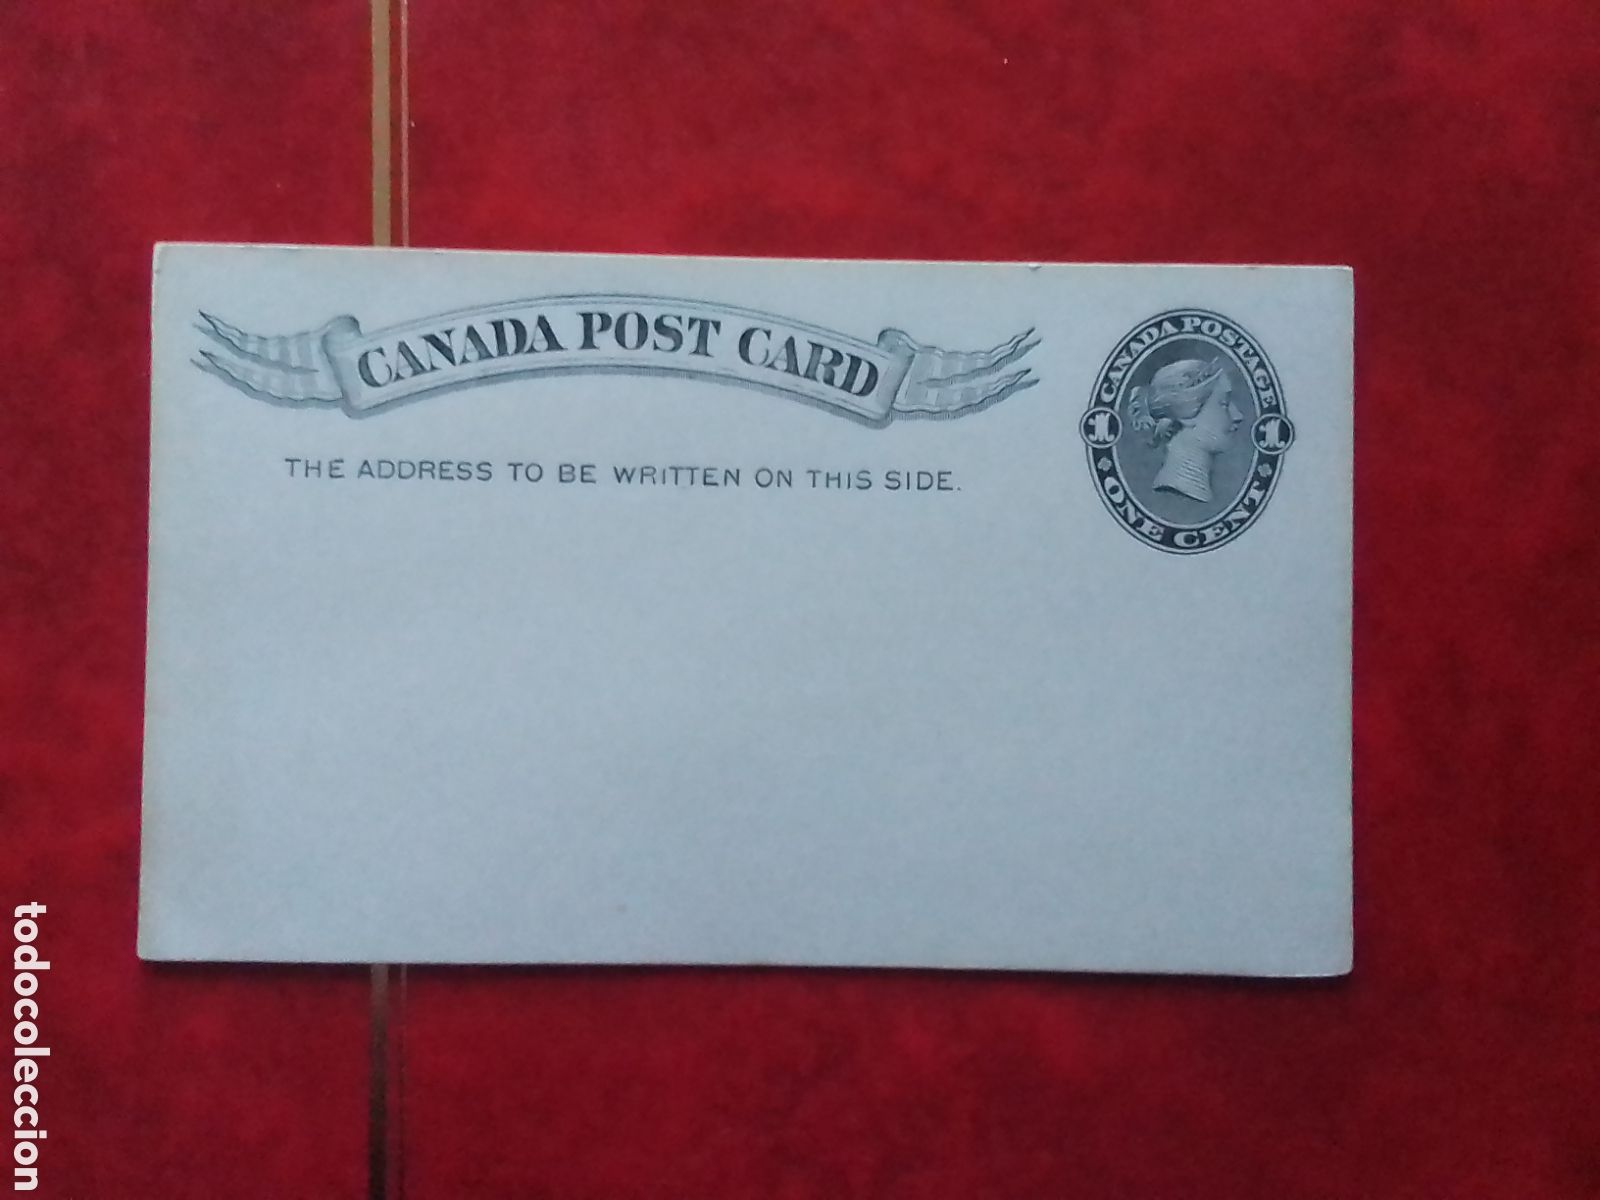 CANADA POST CARD
THE ADDRESS TO BE WRITTEN ON THIS SIDE.
CANADA POSTAGE
1 1
ONE CENT
todocoleccion